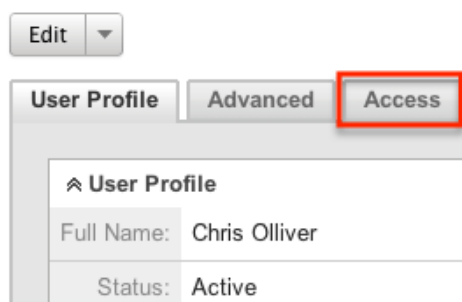 Edit
User Profile Advanced Access
User Profile
Full Name: Chris Olliver
Status: Active